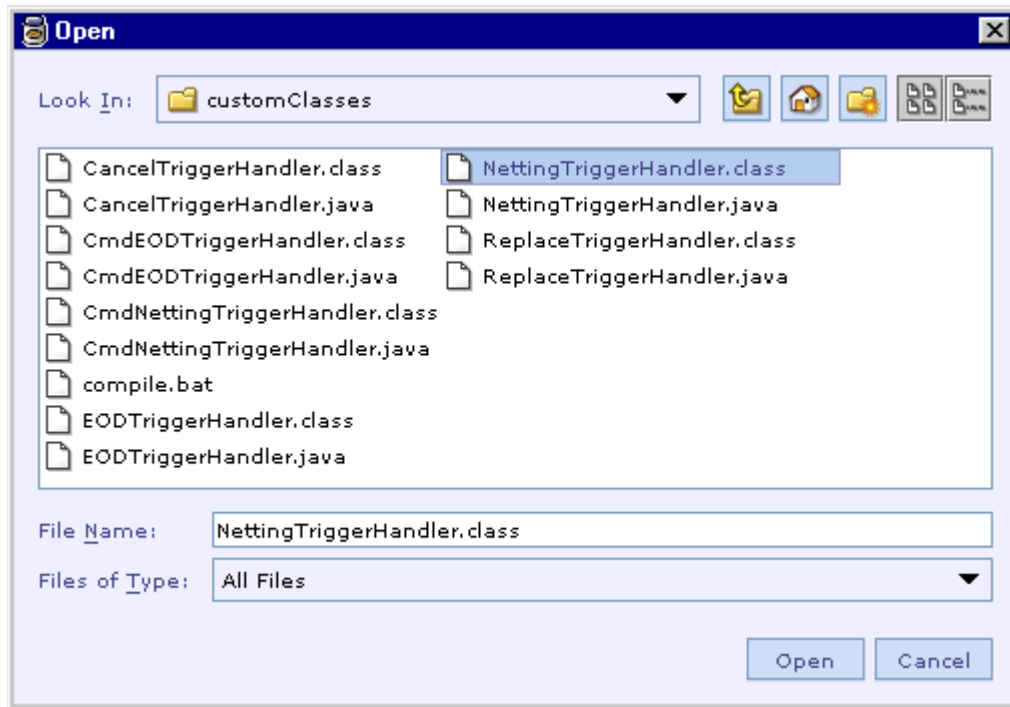 Open
Look In: customClasses
CancelTriggerHandler.class
CancelTriggerHandler.java
CmdEODTriggerHandler.class
CmdEODTriggerHandler.java
CmdNettingTriggerHandler.class
CmdNettingTriggerHandler.java
compile.bat
EODTriggerHandler.class
EODTriggerHandler.java
NettingTriggerHandler.class
NettingTriggerHandler.java
ReplaceTriggerHandler.class
ReplaceTriggerHandler.java
File Name: NettingTriggerHandler.class
Files of Type: All Files
Open Cancel